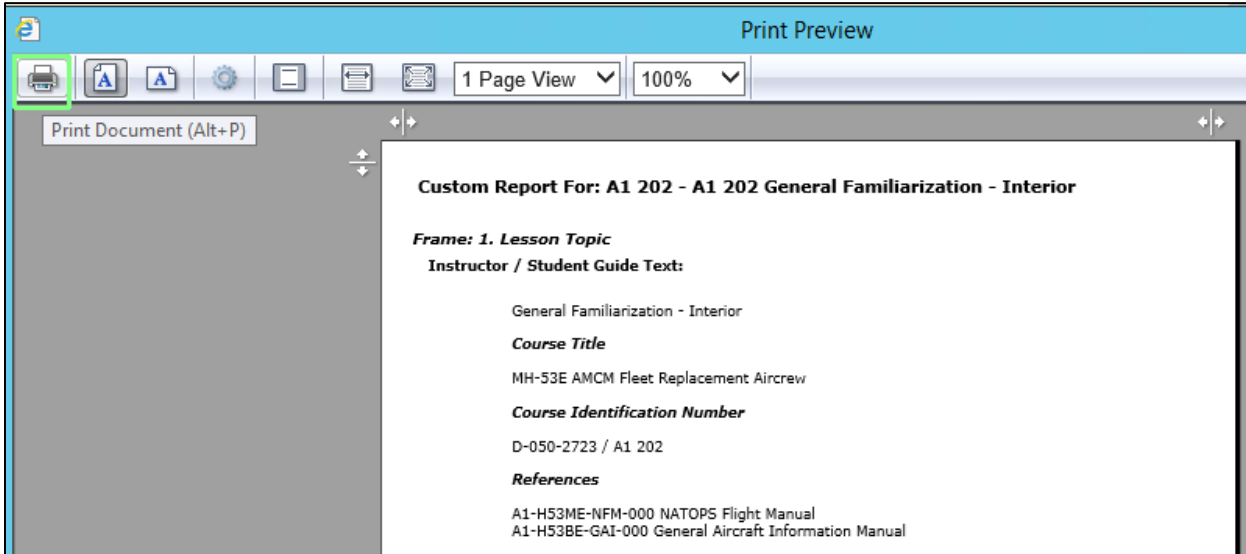 Print Preview
A A 1 Page View 100%
Print Document (Alt+P)
Custom Report For: A1 202 - A1 202 General Familiarization - Interior
Frame: 1. Lesson Topic
Instructor / Student Guide Text:
General Familiarization - Interior
Course Title
MH-53E AMCM Fleet Replacement Aircrew
Course Identification Number
D-050-2723 / A1 202
References
A1-H53ME-NFM-000 NATOPS Flight Manual
A1-H53BE-GAI-000 General Aircraft Information Manual